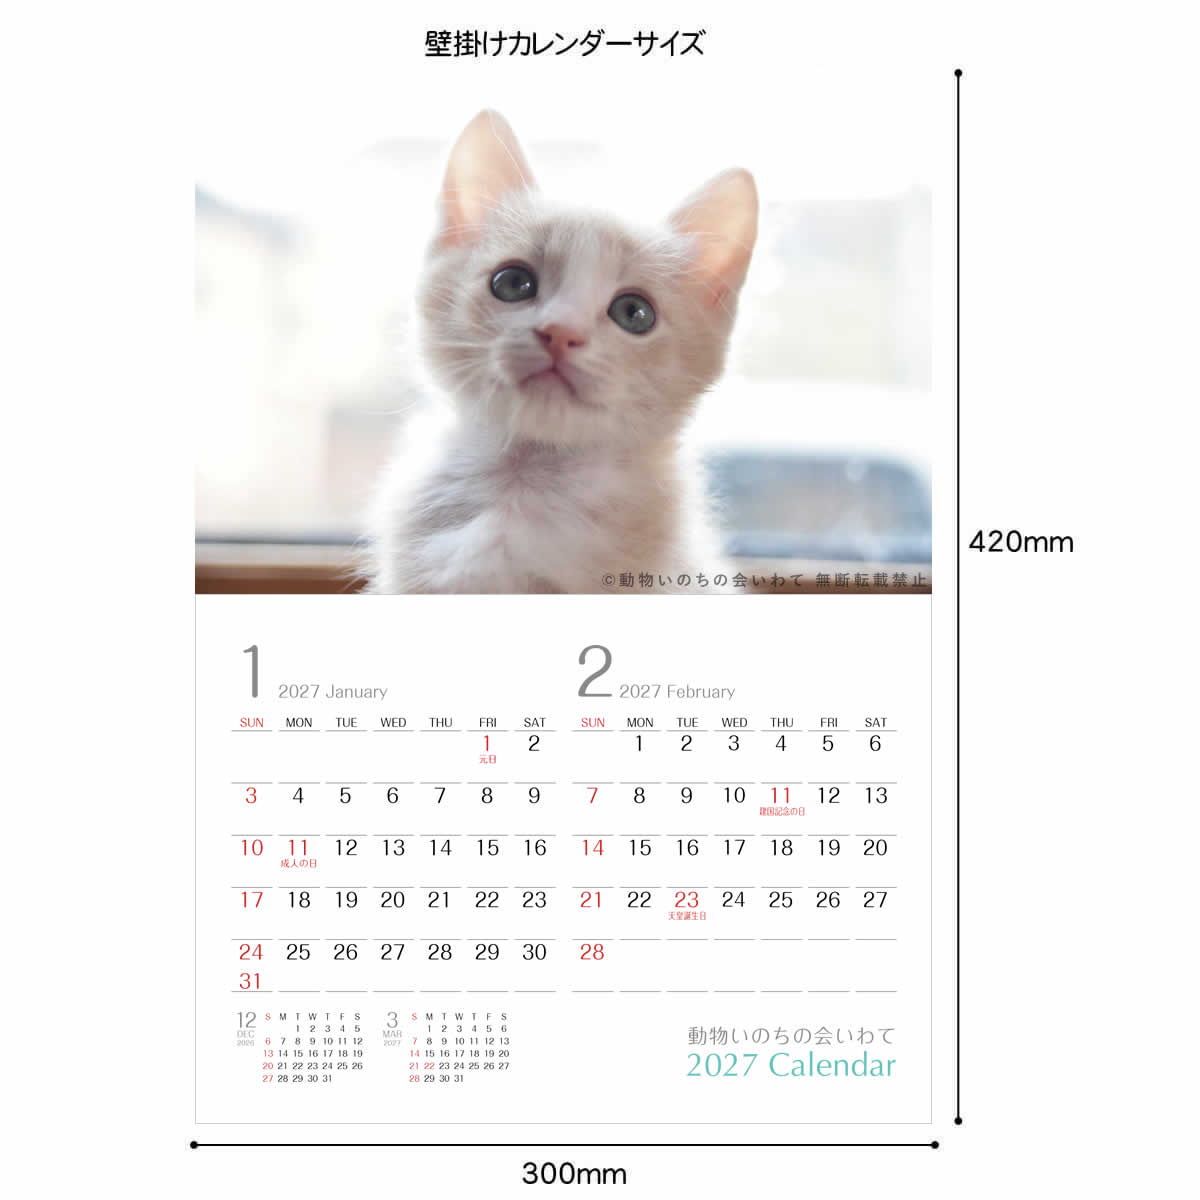 壁掛けカレンダーサイズ
©動物いのちの会いわて 無断転載禁止
420mm
1 2027 January
SUN MON TUE WED THU FRI SAT
1 2
元日
3 4 5 6 7 8 9
10 11 12 13 14 15 16
成人の日
17 18 19 20 21 22 23
24 25 26 27 28 29 30
31
2 2027 February
SUN MON TUE WED THU FRI SAT
1 2 3 4 5 6
7 8 9 10 11 12 13
建国記念の日
14 15 16 17 18 19 20
21 22 23 24 25 26 27
天皇誕生日
28
12 DEC 2026
S M T W T F S
1 2 3 4 5
6 7 8 9 10 11 12
13 14 15 16 17 18 19
20 21 22 23 24 25 26
27 28 29 30 31
3 MAR 2027
S M T W T F S
1 2 3 4 5 6
7 8 9 10 11 12 13
14 15 16 17 18 19 20
21 22 23 24 25 26 27
28 29 30 31
動物いのちの会いわて
2027 Calendar
300mm